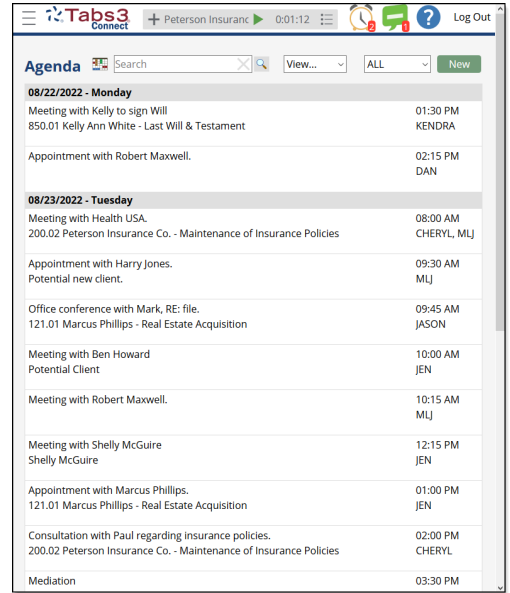 Tabs3
Connect
+ Peterson Insuranc
0:01:12
2
1
?
Log Out
Agenda
Search
View...
ALL
New
08/22/2022 - Monday
Meeting with Kelly to sign Will 01:30 PM
850.01 Kelly Ann White - Last Will & Testament KENDRA
Appointment with Robert Maxwell. 02:15 PM
DAN
08/23/2022 - Tuesday
Meeting with Health USA. 08:00 AM
200.02 Peterson Insurance Co. - Maintenance of Insurance Policies CHERYL, MLJ
Appointment with Harry Jones. 09:30 AM
Potential new client. MLJ
Office conference with Mark, RE: file. 09:45 AM
121.01 Marcus Phillips - Real Estate Acquisition JASON
Meeting with Ben Howard 10:00 AM
Potential Client JEN
Meeting with Robert Maxwell. 10:15 AM
MLJ
Meeting with Shelly McGuire 12:15 PM
Shelly McGuire JEN
Appointment with Marcus Phillips. 01:00 PM
121.01 Marcus Phillips - Real Estate Acquisition JEN
Consultation with Paul regarding insurance policies. 02:00 PM
200.02 Peterson Insurance Co. - Maintenance of Insurance Policies CHERYL
Mediation 03:30 PM